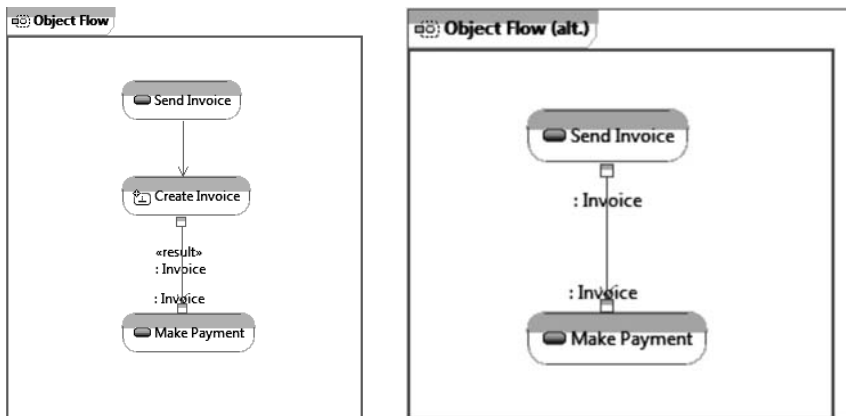 Object Flow
Send Invoice
Create Invoice
«result»
: Invoice
: Invoice
Make Payment
Object Flow (alt.)
Send Invoice
: Invoice
: Invoice
Make Payment